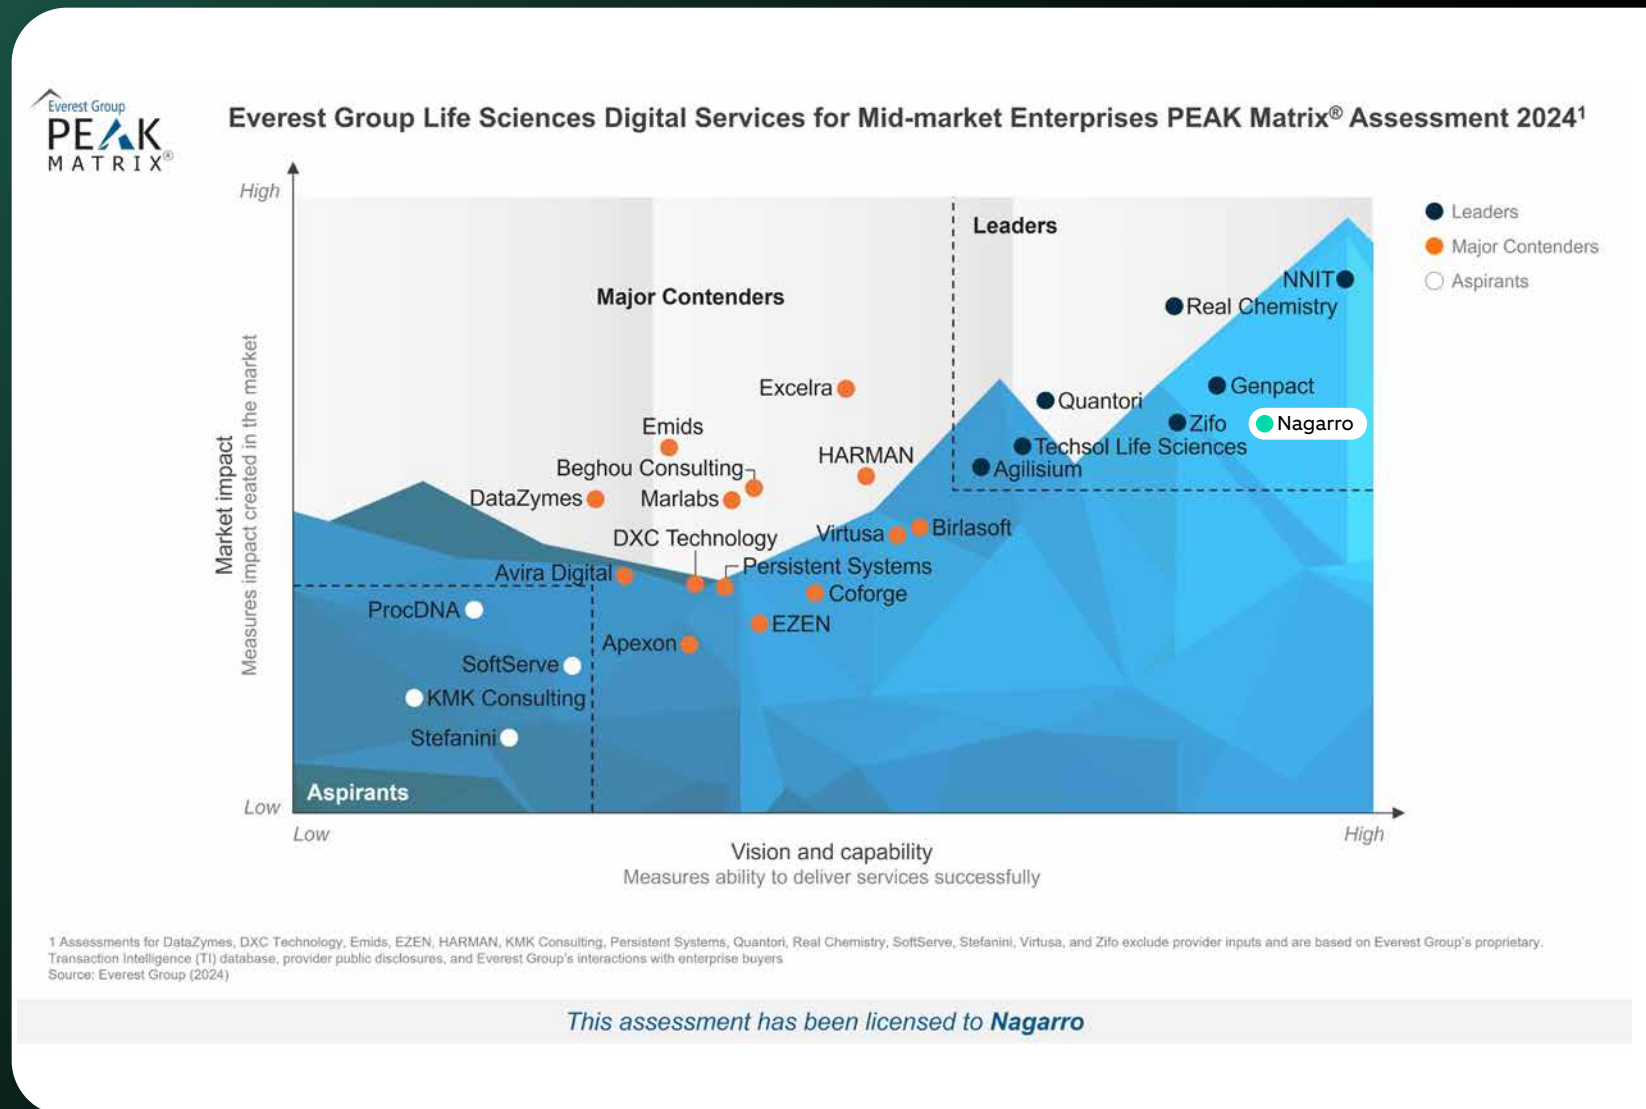 Everest Group
PEAK
MATRIX®
Everest Group Life Sciences Digital Services for Mid-market Enterprises PEAK Matrix® Assessment 2024¹
High
Leaders
Leaders
Major Contenders
Aspirants
Major Contenders
NNIT
Real Chemistry
Excelra
Genpact
Quantori
Zifo
Nagarro
Emids
Techsol Life Sciences
HARMAN
Beghou Consulting
Agilisium
DataZymes
Marlabs
DXC Technology
Virtusa
Birlasoft
Avira Digital
Persistent Systems
Coforge
ProcDNA
EZEN
Apexon
SoftServe
KMK Consulting
Stefanini
Aspirants
Market impact
Measures impact created in the market
Low
Low
High
Vision and capability
Measures ability to deliver services successfully
1 Assessments for DataZymes, DXC Technology, Emids, EZEN, HARMAN, KMK Consulting, Persistent Systems, Quantori, Real Chemistry, SoftServe, Stefanini, Virtusa, and Zifo exclude provider inputs and are based on Everest Group's proprietary.
Transaction Intelligence (TI) database, provider public disclosures, and Everest Group's interactions with enterprise buyers
Source: Everest Group (2024)
This assessment has been licensed to Nagarro